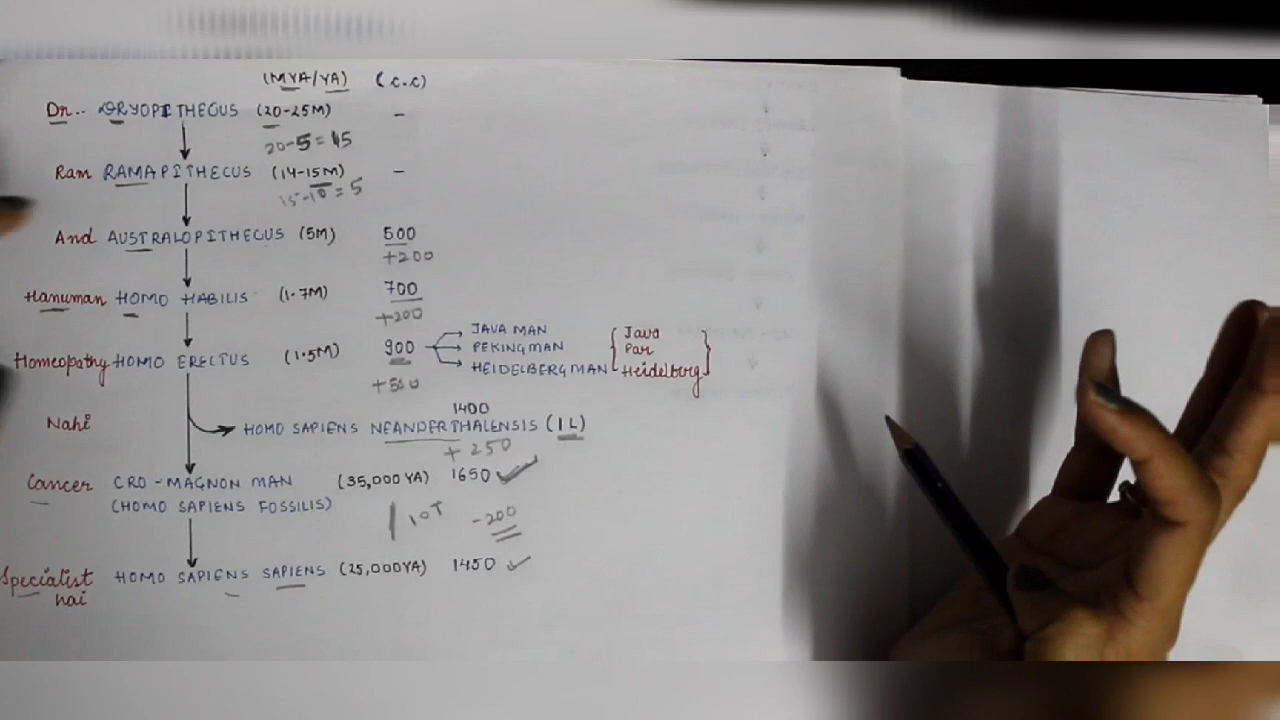 (MYA/YA) (C.C)
Dr.. DRYOPITHECUS (20-25M) -
20-5=15
Ram RAMAPITHECUS (14-15M) -
15-10=5
And AUSTRALOPITHECUS (5M) 500
+200
Hanuman HOMO HABILIS (1.7M) 700
+200
Homeopathy HOMO ERECTUS (1.5M) 900
JAVA MAN Java
PEKING MAN Par
HEIDELBERG MAN Heidelberg
+500
1400
Nahi HOMO SAPIENS NEANDERTHALENSIS (1L)
+250
Cancer CRO-MAGNON MAN (35,000YA) 1650
(HOMO SAPIENS FOSSILIS)
10T -200
Specialist HOMO SAPIENS SAPIENS (25,000YA) 1450
hai